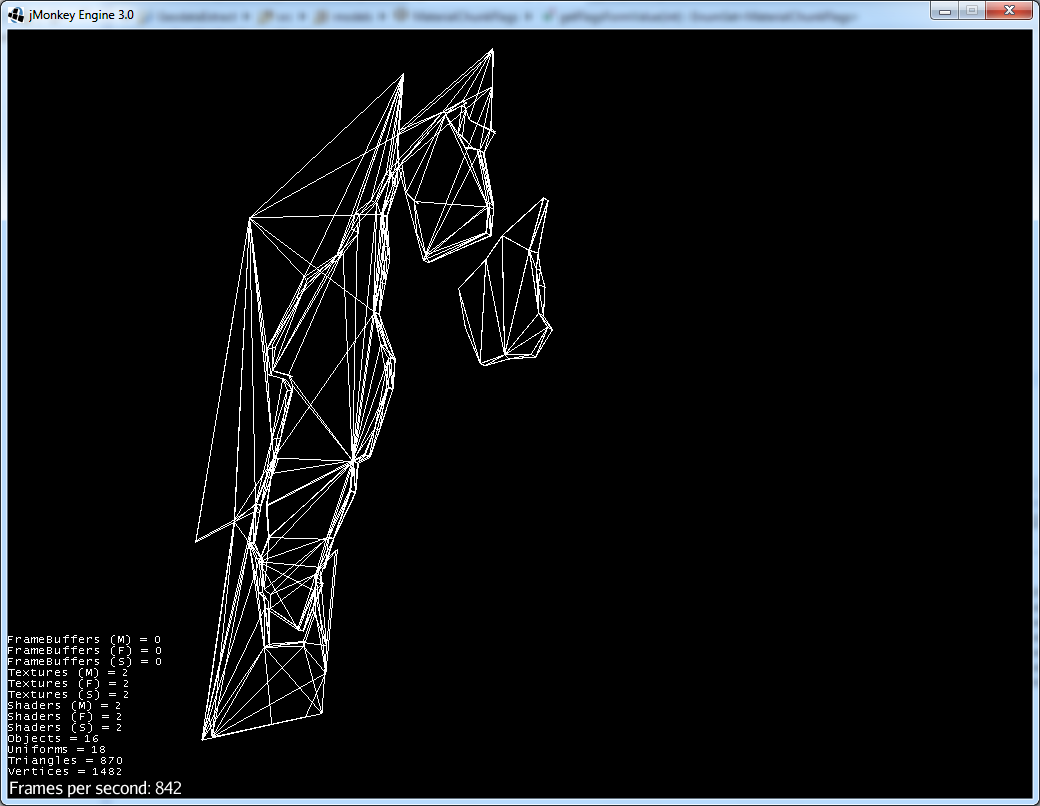 jMonkey Engine 3.0
FrameBuffers (M) = 0
FrameBuffers (F) = 0
FrameBuffers (S) = 0
Textures (M) = 2
Textures (F) = 2
Textures (S) = 2
Shaders (M) = 2
Shaders (F) = 2
Shaders (S) = 2
Objects = 16
Uniforms = 18
Triangles = 870
Vertices = 1482
Frames per second: 842